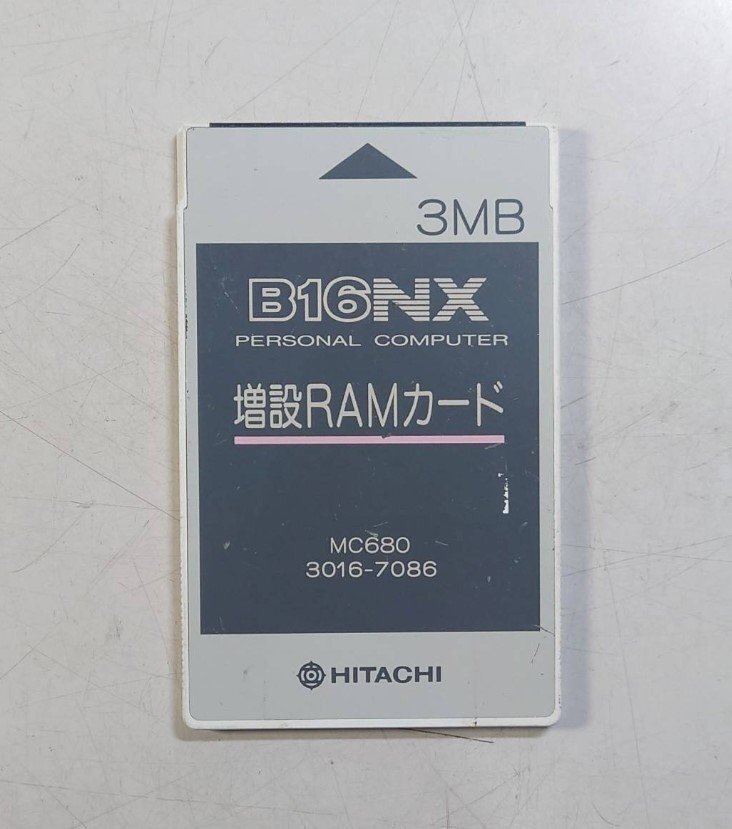 3MB
B16NX
PERSONAL COMPUTER
増設RAMカード
MC680
3016-7086
HITACHI